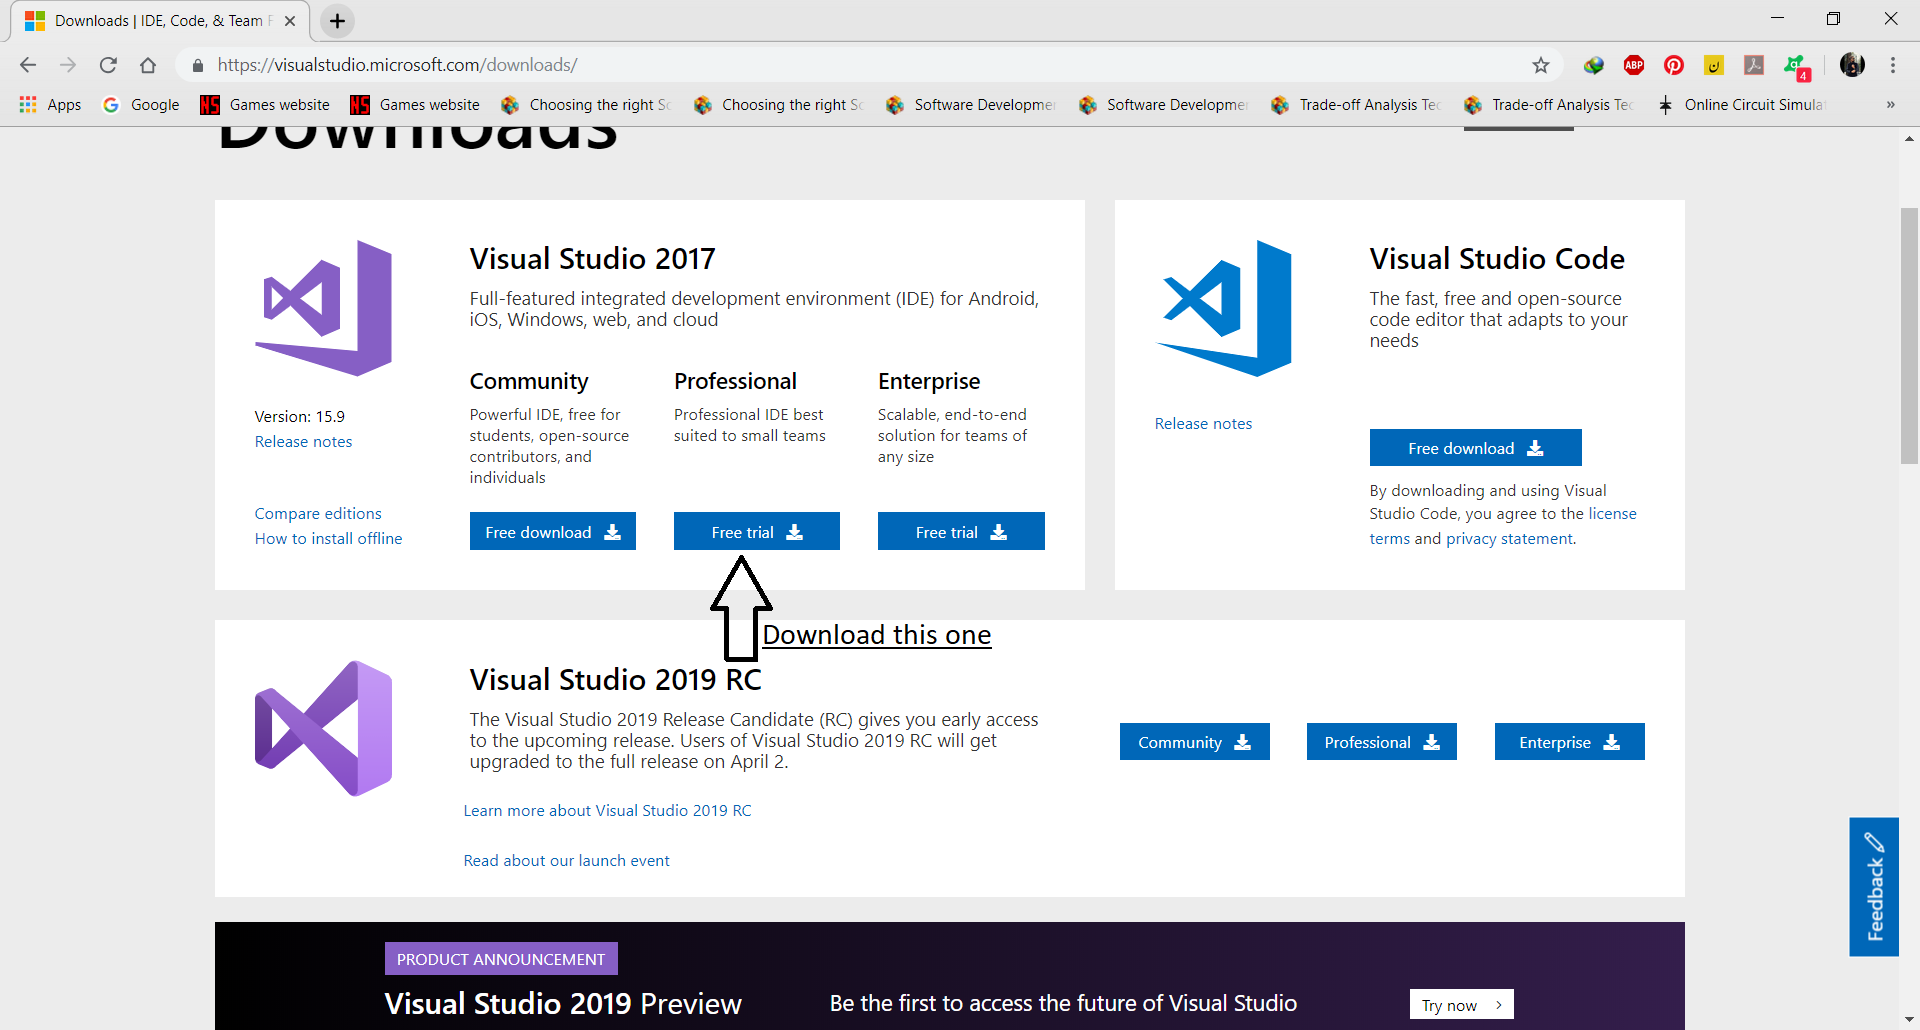 Downloads | IDE, Code, & Team F
https://visualstudio.microsoft.com/downloads/
ABP
ن
4
Apps
Google
NS
Games website
NS
Games website
Choosing the right Sc
Choosing the right Sc
Software Developme
Software Developme
Trade-off Analysis Tec
Trade-off Analysis Tec
Online Circuit Simula
»
Downloads
Visual Studio 2017
Full-featured integrated development environment (IDE) for Android,
iOS, Windows, web, and cloud
Version: 15.9
Release notes
Compare editions
How to install offline
Community
Powerful IDE, free for
students, open-source
contributors, and
individuals
Free download
Professional
Professional IDE best
suited to small teams
Free trial
Enterprise
Scalable, end-to-end
solution for teams of
any size
Free trial
Visual Studio Code
The fast, free and open-source
code editor that adapts to your
needs
Release notes
Free download
By downloading and using Visual
Studio Code, you agree to the license
terms and privacy statement.
Download this one
Visual Studio 2019 RC
The Visual Studio 2019 Release Candidate (RC) gives you early access
to the upcoming release. Users of Visual Studio 2019 RC will get
upgraded to the full release on April 2.
Learn more about Visual Studio 2019 RC
Read about our launch event
Community
Professional
Enterprise
Feedback
PRODUCT ANNOUNCEMENT
Visual Studio 2019 Preview
Be the first to access the future of Visual Studio
Try now